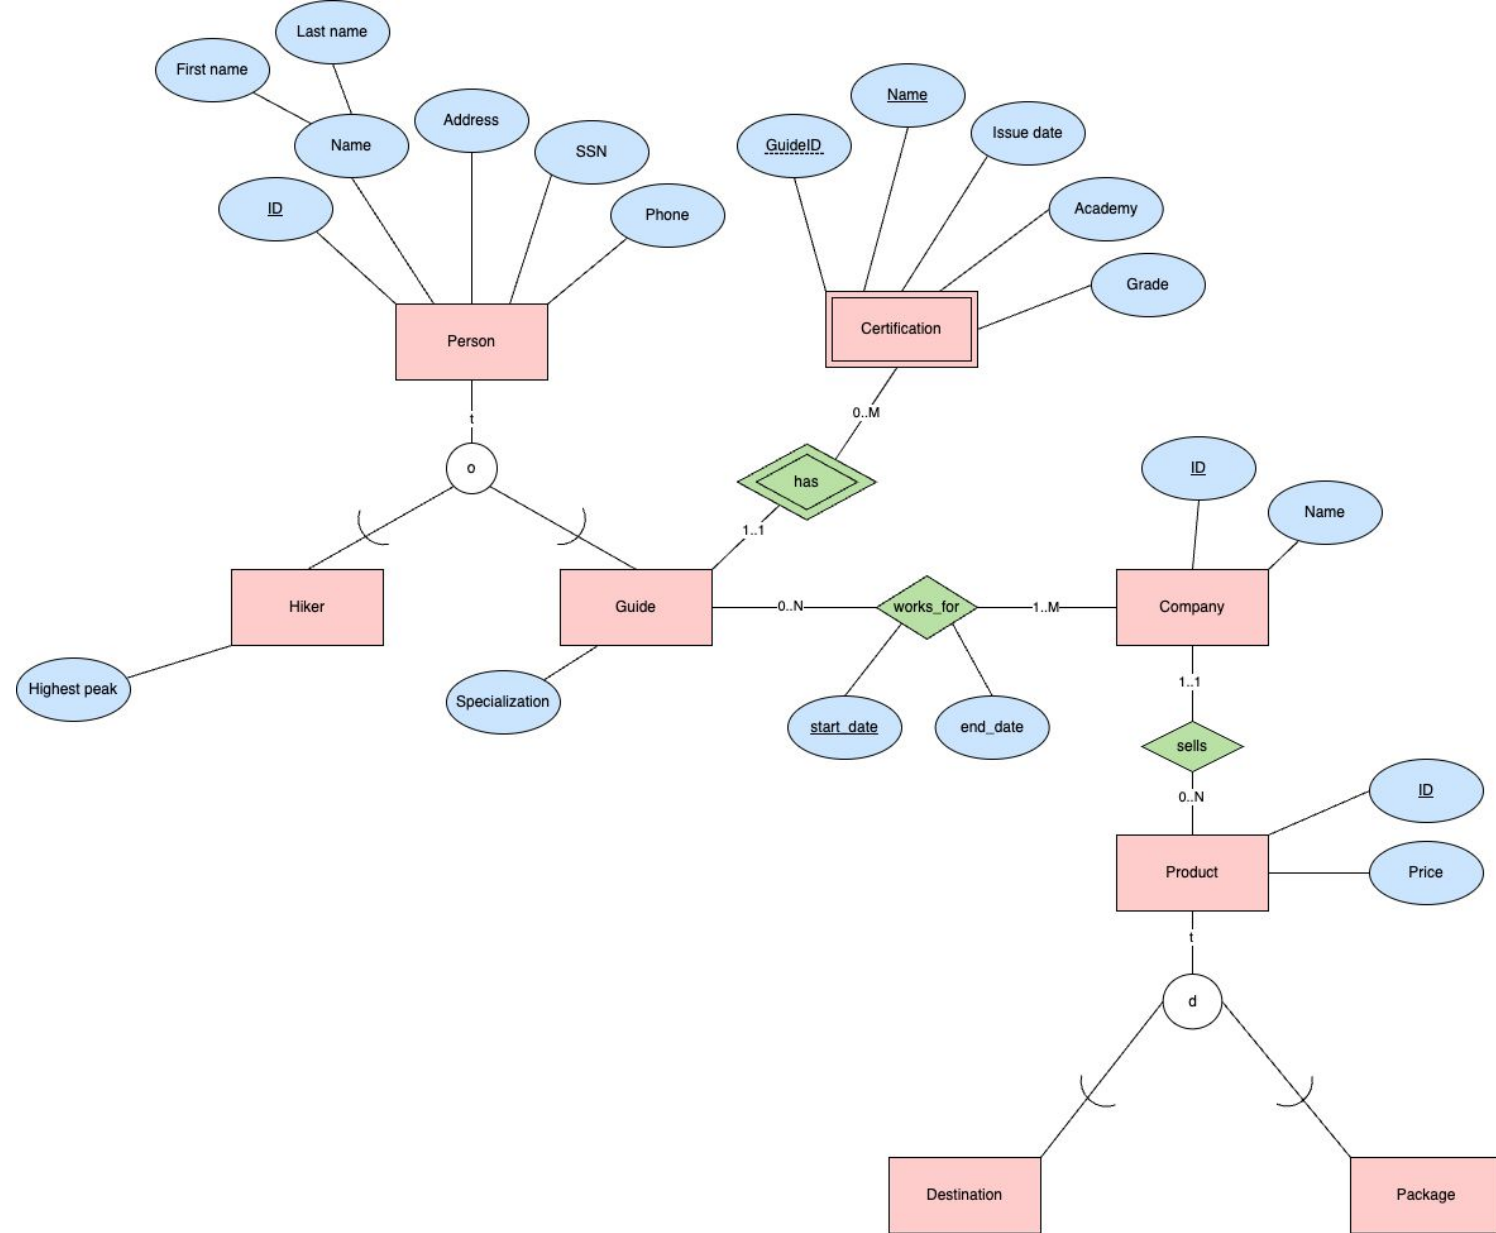 Last name
First name
Name
Address
SSN
ID
Phone
Name
GuideID
Issue date
Academy
Grade
Person
Certification
t
0..M
o
has
1..1
ID
Name
Hiker
Guide
0..N
works_for
1..M
Company
Highest peak
Specialization
start_date
end_date
1..1
sells
0..N
ID
Product
Price
t
d
Destination
Package